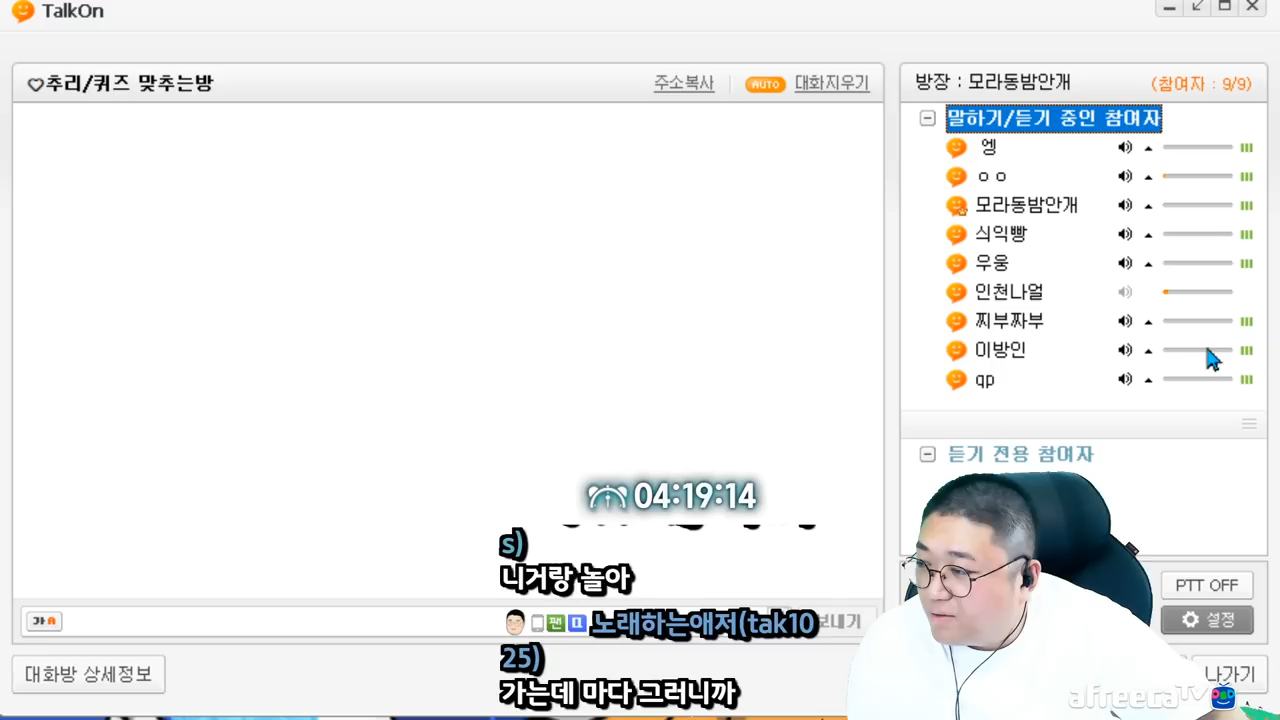 TalkOn
♡추리/퀴즈 맞추는방
주소복사
AUTO 대화지우기
방장 : 모라동밤안개
(참여자 : 9/9)
말하기/듣기 중인 참여자
엥
ㅇㅇ
모라동밤안개
식익빵
우웅
인천나얼
찌부짜부
이방인
qp
듣기 전용 참여자
04:19:14
s)
니거랑 놀아
가
팬
노래하는애저(tak10
25)
가는데 마다 그러니까
보내기
PTT OFF
설정
대화방 상세정보
나가기
afreecaTV